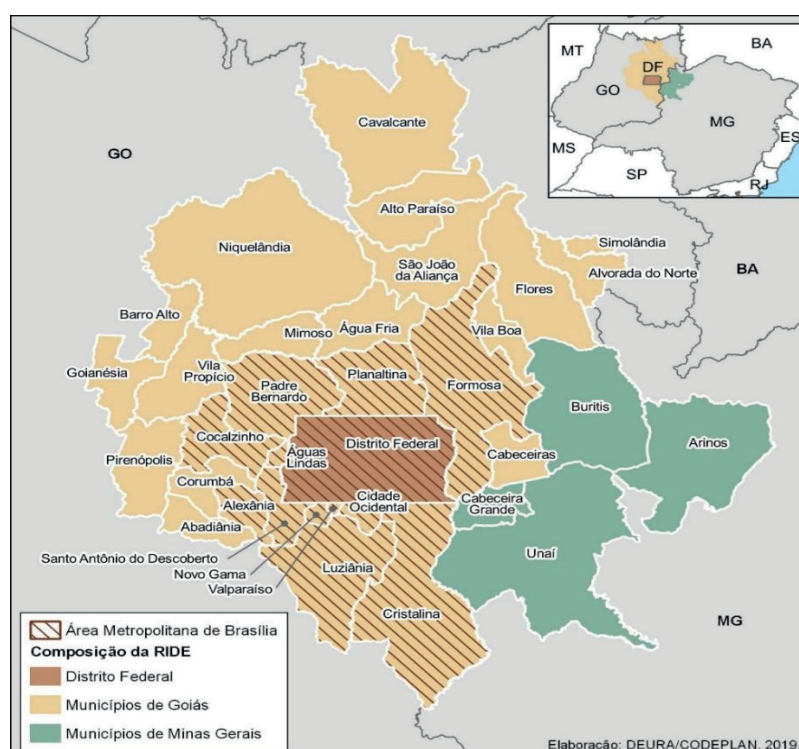 MT
BA
DF
GO
MG
ES
MS
SP
RJ
GO
Cavalcante
Alto Paraíso
Niquelândia
São João
da Aliança
Simolândia
Flores
Alvorada do Norte
BA
Barro Alto
Mimoso
Água Fria
Vila Boa
Goianésia
Vila
Propício
Padre
Bernardo
Planaltina
Formosa
Buritis
Arinos
Cocalzinho
Pirenópolis
Águas
Lindas
Distrito Federal
Cabeceiras
Corumbá
Alexânia
Cidade
Ocidental
Cabeceira
Grande
Abadiânia
Santo Antônio do Descoberto
Novo Gama
Valparaíso
Luziânia
Unaí
Cristalina
MG
Área Metropolitana de Brasília
Composição da RIDE
Distrito Federal
Municípios de Goiás
Municípios de Minas Gerais
Elaboração: DEURA/CODEPLAN, 2019